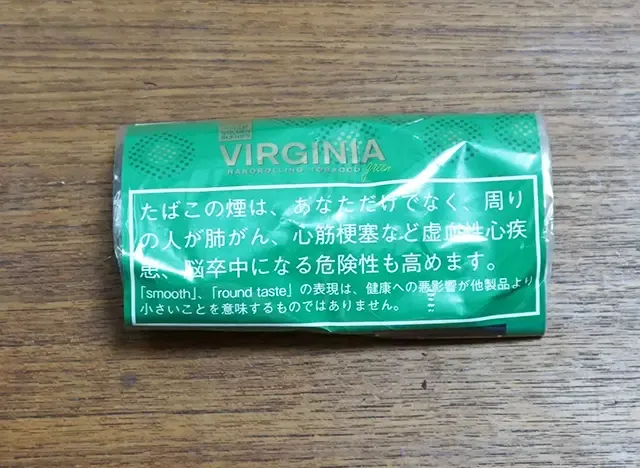 GOLDEN
BLENDS
VIRGINIA
HANDROLLING TOBACCO green
たばこの煙は、あなただけでなく、周り
の人が肺がん、心筋梗塞など虚血性心疾
患、脳卒中になる危険性も高めます。
「smooth」、「round taste」の表現は、健康への悪影響が他製品より
小さいことを意味するものではありません。